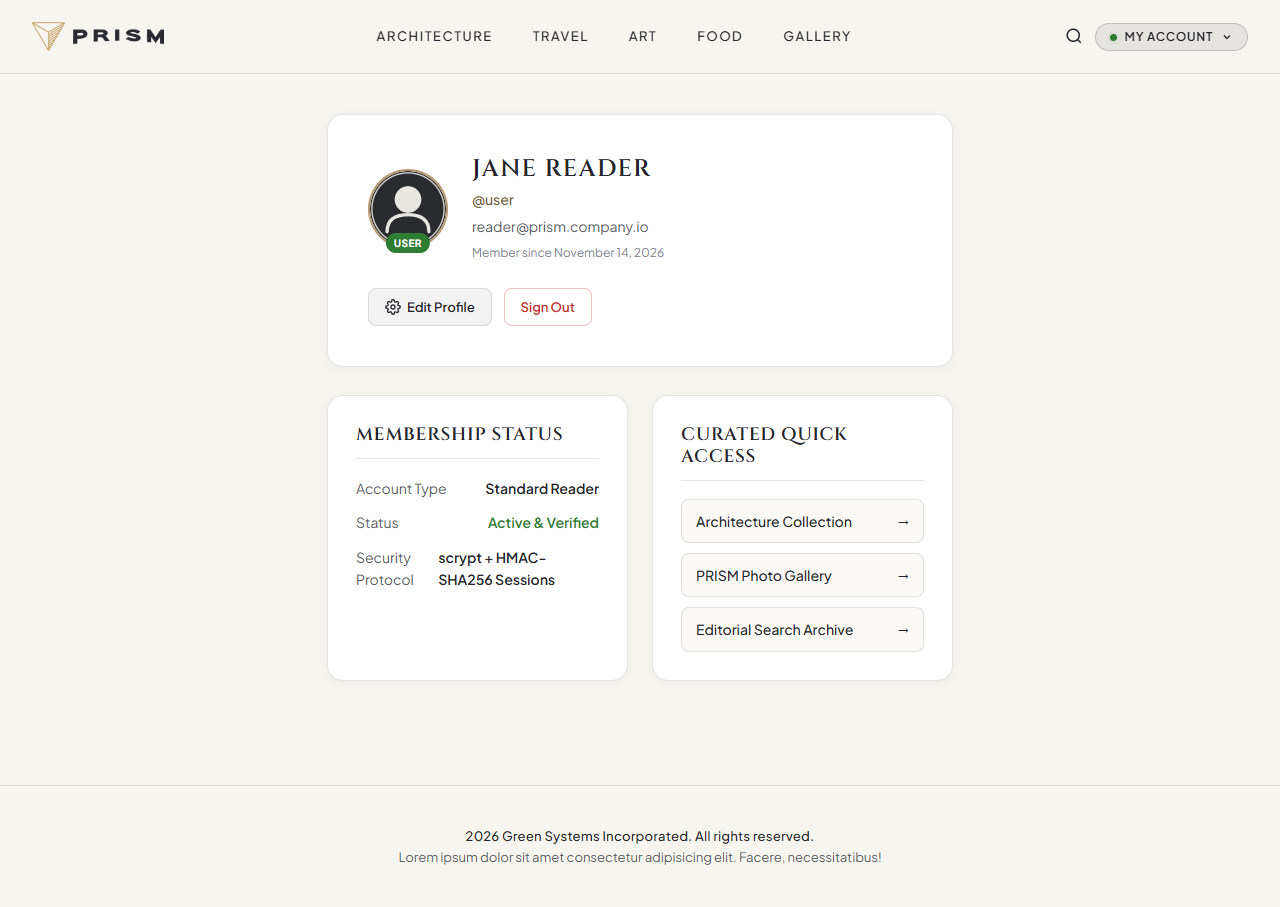 PRISM
ARCHITECTURE TRAVEL ART FOOD GALLERY
MY ACCOUNT
JANE READER
@user
reader@prism.company.io
Member since November 14, 2026
USER
Edit Profile
Sign Out
MEMBERSHIP STATUS
Account Type Standard Reader
Status Active & Verified
Security scrypt + HMAC-
Protocol SHA256 Sessions
CURATED QUICK
ACCESS
Architecture Collection →
PRISM Photo Gallery →
Editorial Search Archive →
2026 Green Systems Incorporated. All rights reserved.
Lorem ipsum dolor sit amet consectetur adipisicing elit. Facere, necessitatibus!